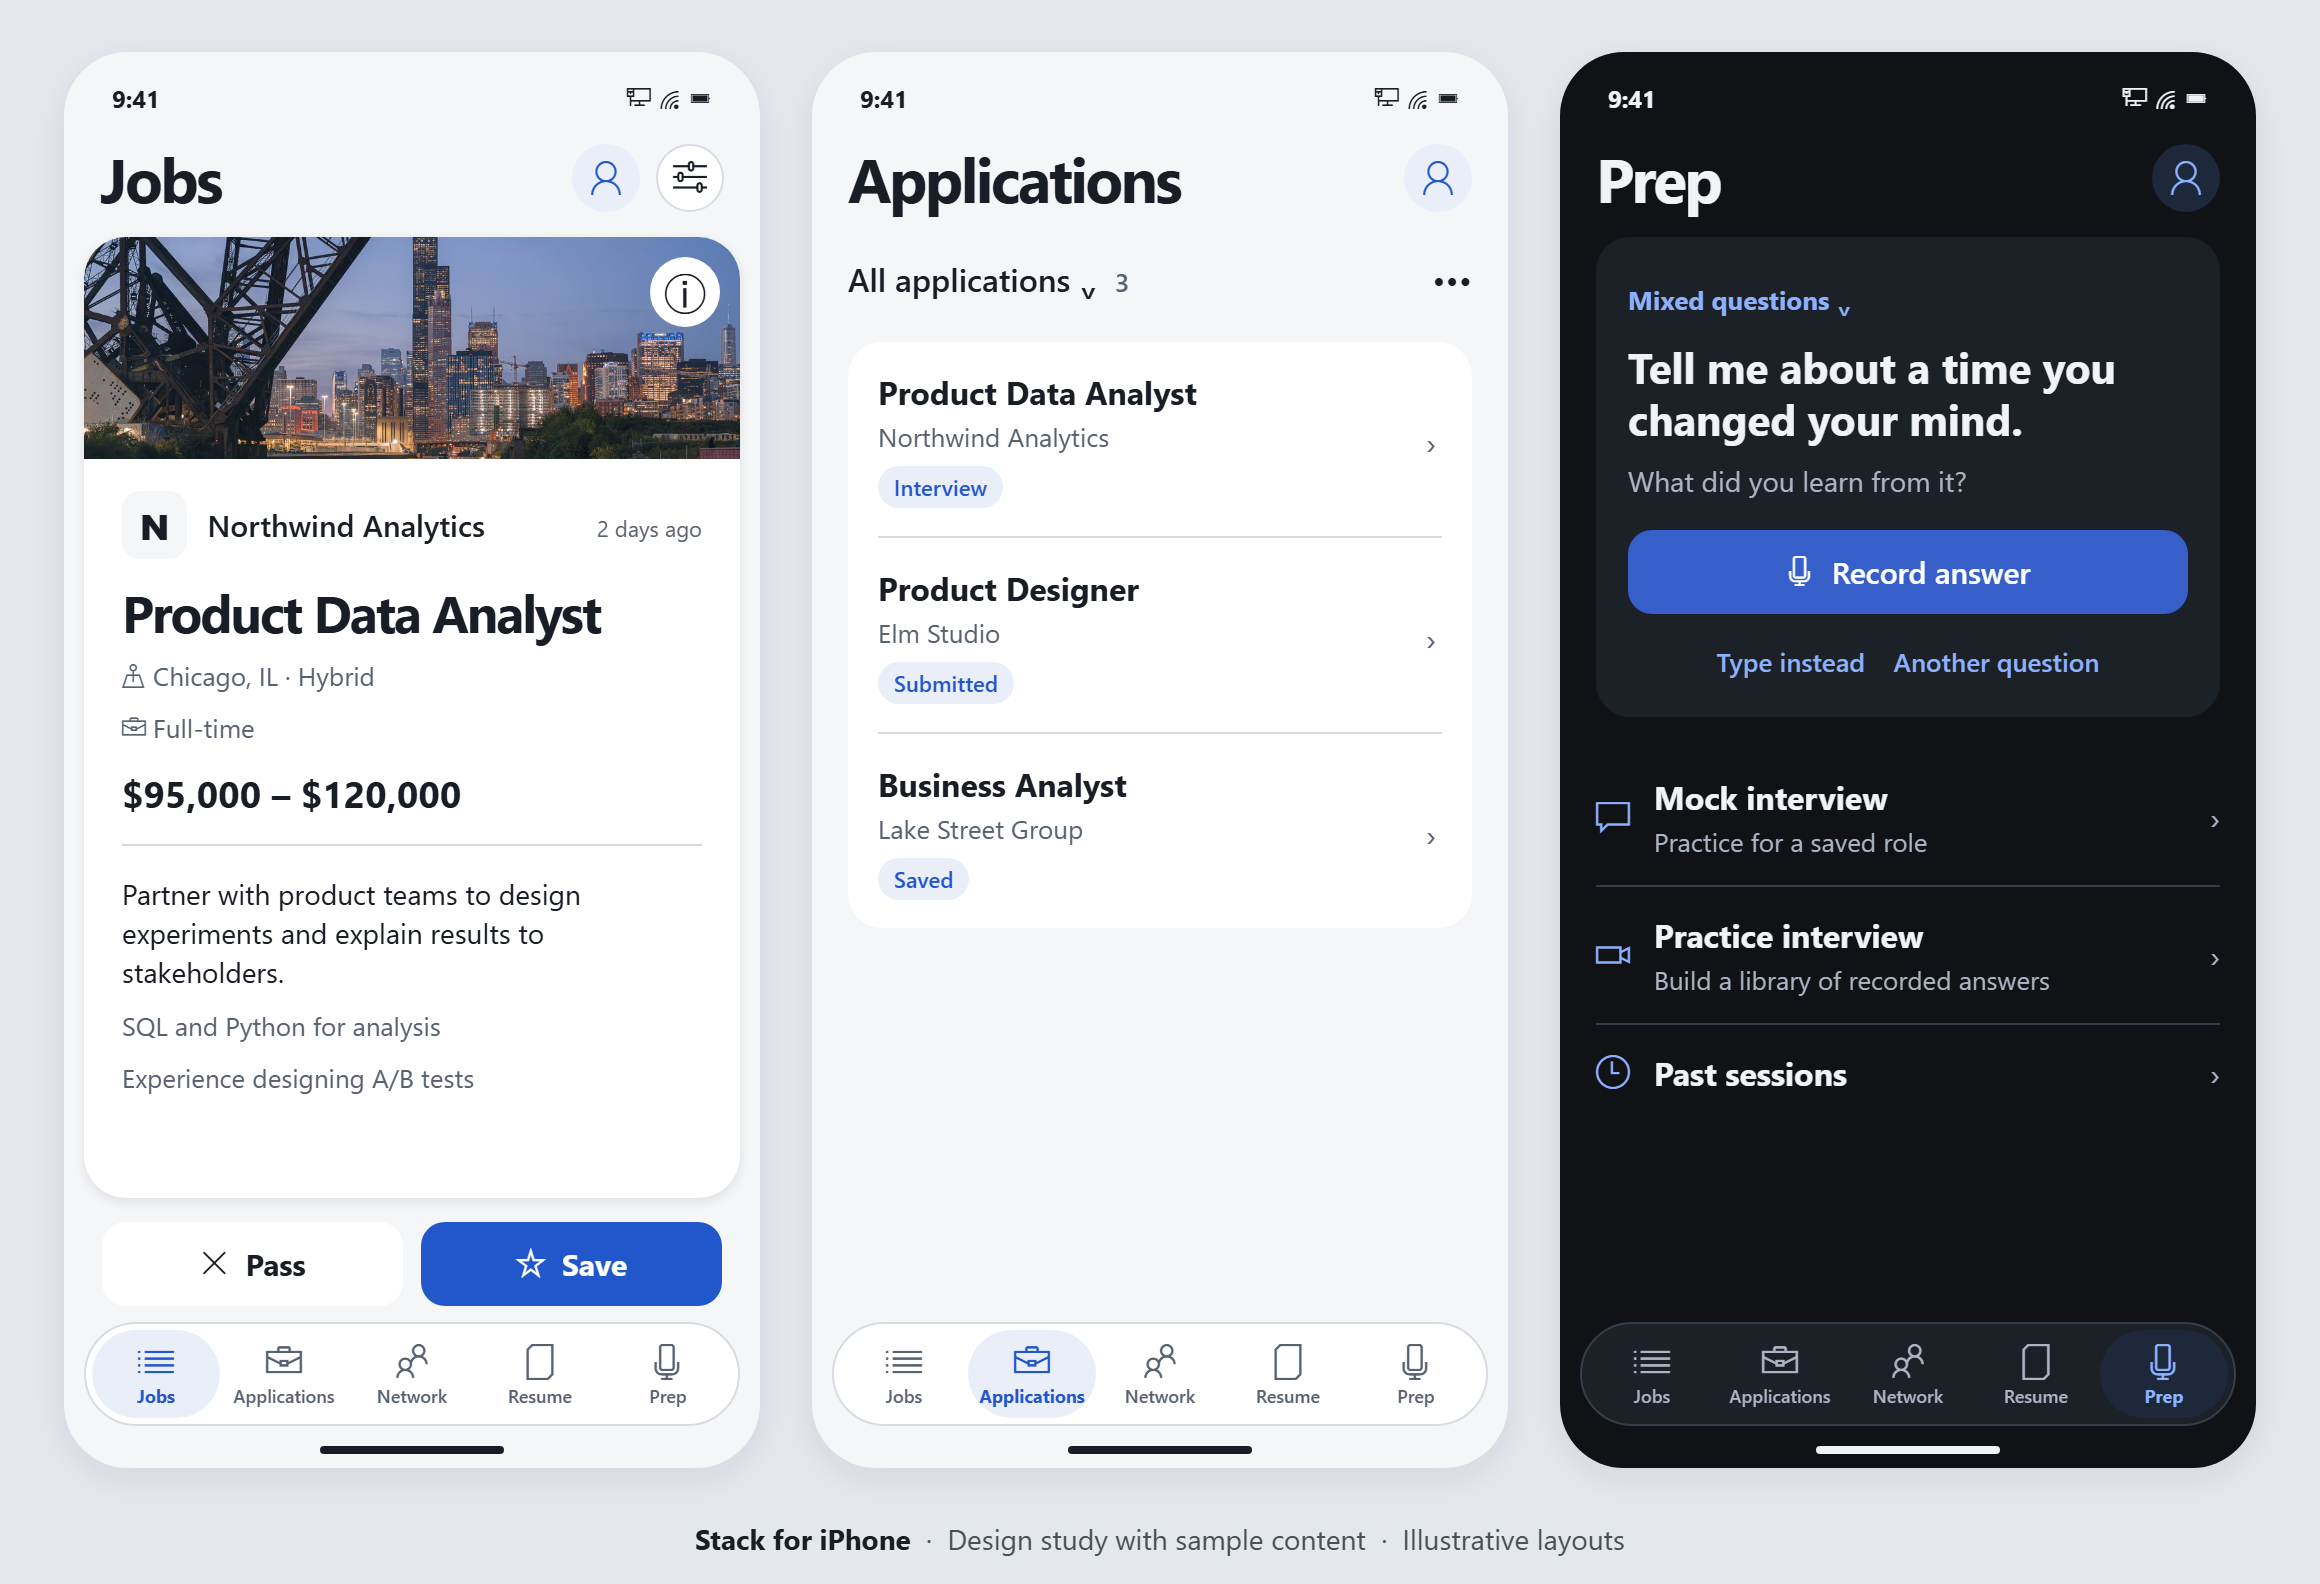 9:41
Jobs
N
Northwind Analytics
2 days ago
Product Data Analyst
Chicago, IL · Hybrid
Full-time
$95,000 – $120,000
Partner with product teams to design
experiments and explain results to
stakeholders.
SQL and Python for analysis
Experience designing A/B tests
Pass
Save
Jobs
Applications
Network
Resume
Prep
9:41
Applications
All applications
3
Product Data Analyst
Northwind Analytics
Interview
Product Designer
Elm Studio
Submitted
Business Analyst
Lake Street Group
Saved
Jobs
Applications
Network
Resume
Prep
9:41
Prep
Mixed questions
Tell me about a time you
changed your mind.
What did you learn from it?
Record answer
Type instead
Another question
Mock interview
Practice for a saved role
Practice interview
Build a library of recorded answers
Past sessions
Jobs
Applications
Network
Resume
Prep
Stack for iPhone · Design study with sample content · Illustrative layouts